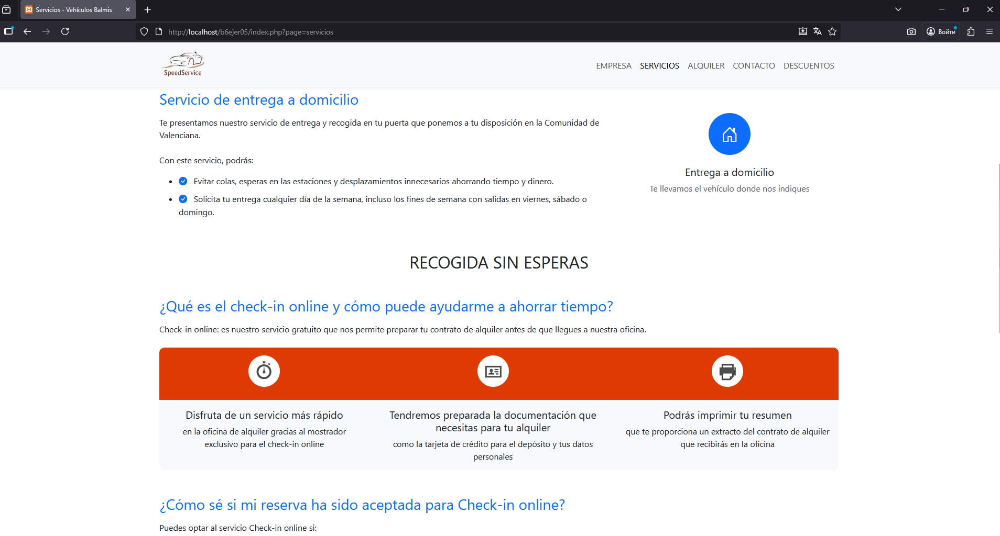 Servicios - Vehículos Balmis
http://localhost/b6ejer05/index.php?page=servicios
Войти
SpeedService
EMPRESA SERVICIOS ALQUILER CONTACTO DESCUENTOS
Servicio de entrega a domicilio
Te presentamos nuestro servicio de entrega y recogida en tu puerta que ponemos a tu disposición en la Comunidad de
Valenciana.
Con este servicio, podrás:
Evitar colas, esperas en las estaciones y desplazamientos innecesarios ahorrando tiempo y dinero.
Solicita tu entrega cualquier día de la semana, incluso los fines de semana con salidas en viernes, sábado o
domingo.
Entrega a domicilio
Te llevamos el vehículo donde nos indiques
RECOGIDA SIN ESPERAS
¿Qué es el check-in online y cómo puede ayudarme a ahorrar tiempo?
Check-in online: es nuestro servicio gratuito que nos permite preparar tu contrato de alquiler antes de que llegues a nuestra oficina.
Disfruta de un servicio más rápido
en la oficina de alquiler gracias al mostrador
exclusivo para el check-in online
Tendremos preparada la documentación que
necesitas para tu alquiler
como la tarjeta de crédito para el depósito y tus datos
personales
Podrás imprimir tu resumen
que te proporciona un extracto del contrato de alquiler
que recibirás en la oficina
¿Cómo sé si mi reserva ha sido aceptada para Check-in online?
Puedes optar al servicio Check-in online si: